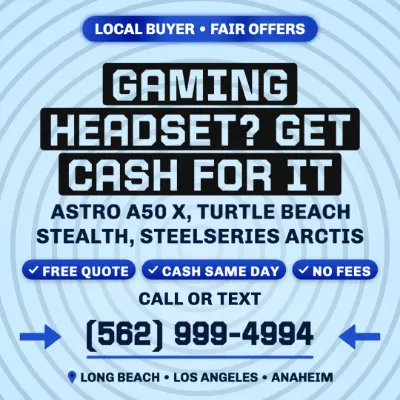 LOCAL BUYER • FAIR OFFERS
GAMING
HEADSET? GET
CASH FOR IT
ASTRO A50 X, TURTLE BEACH
STEALTH, STEELSERIES ARCTIS
✓ FREE QUOTE ✓ CASH SAME DAY ✓ NO FEES
CALL OR TEXT
(562) 999-4994
LONG BEACH • LOS ANGELES • ANAHEIM